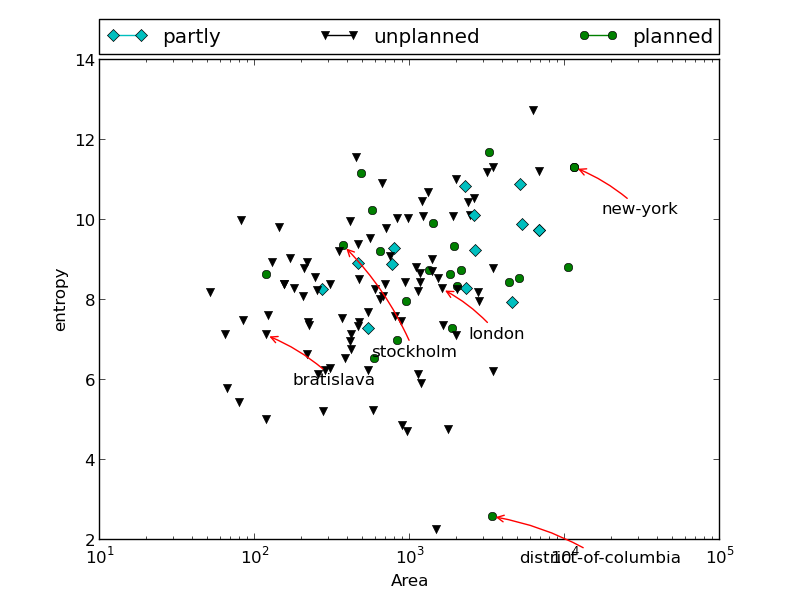 partly unplanned planned
14
12
10
8
6
4
2
entropy
new-york
london
stockholm
bratislava
district-of-columbia
10^1 10^2 10^3 10^4 10^5
Area